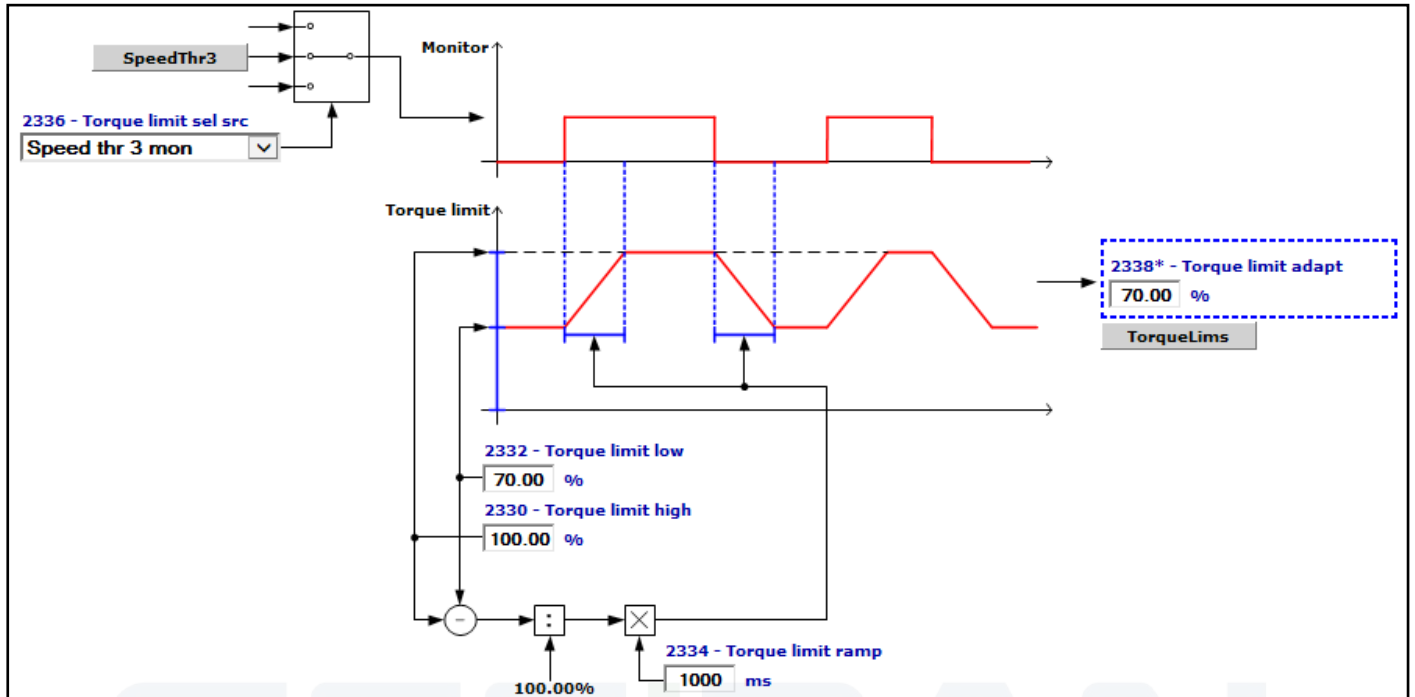 Monitor
SpeedThr3
2336 - Torque limit sel src
Speed thr 3 mon
Torque limit
2338* - Torque limit adapt
70.00 %
TorqueLims
2332 - Torque limit low
70.00 %
2330 - Torque limit high
100.00 %
-
:
2334 - Torque limit ramp
1000 ms
100.00%